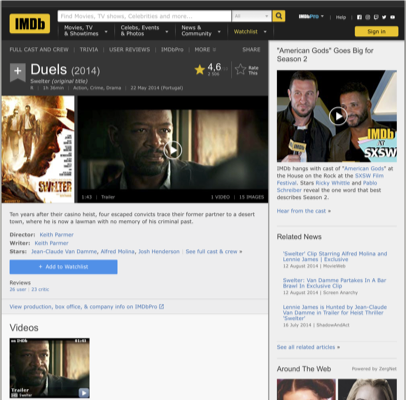 IMDb
Find Movies, TV shows, Celebrities and more...
All
Movies, TV & Showtimes
Celebs, Events & Photos
News & Community
Watchlist
IMDbPro
Help
Sign in
FULL CAST AND CREW | TRIVIA | USER REVIEWS | IMDbPro | MORE
SHARE
Duels (2014)
Swelter (original title)
R | 1h 36min | Action, Crime, Drama | 22 May 2014 (Portugal)
4,6
Rate This
SWELTER
1:43 | Trailer
1 VIDEO | 15 IMAGES
Ten years after their casino heist, four escaped convicts trace their former partner to a desert
town, where he is now a lawman with no memory of his criminal past.
Director: Keith Parmer
Writer: Keith Parmer
Stars: Jean-Claude Van Damme, Alfred Molina, Josh Henderson | See full cast & crew »
+ Add to Watchlist
Reviews
26 user | 23 critic
View production, box office, & company info on IMDbPro
Videos
Trailer
Swelter
"American Gods" Goes Big for
Season 2
IMDb
at
SXSW
IMDb hangs with cast of "American Gods" at
the House on the Rock at the SXSW Film
Festival. Stars Ricky Whittle and Pablo
Schreiber reveal the one word that best
describes Season 2.
Hear from the cast »
Related News
'Swelter' Clip Starring Alfred Molina and
Lennie James | Exclusive
12 August 2014 | MovieWeb
Swelter: Van Damme Partakes In A Bar
Brawl In Exclusive Clip
12 August 2014 | Screen Anarchy
Lennie James is Hunted by Jean-Claude
Van Damme in Trailer for Heist Thriller
'Swelter'
16 July 2014 | ShadowAndAct
See all related articles »
Around The Web
Powered by ZergNet